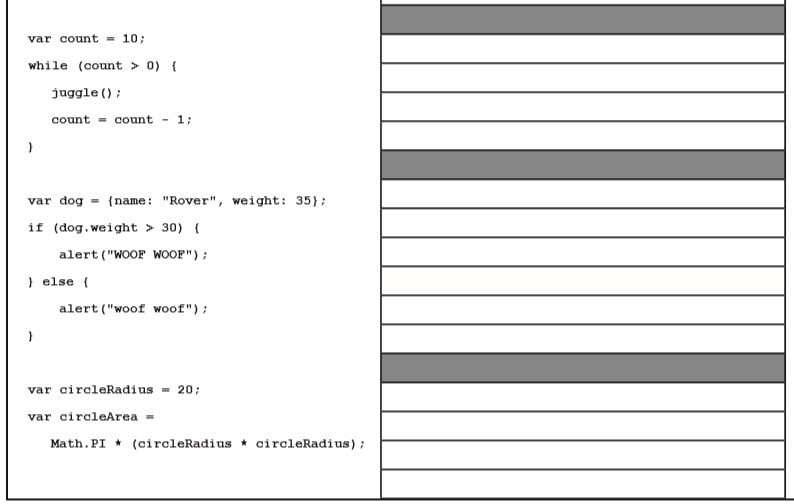 var count = 10;
while (count > 0) {
juggle();
count = count - 1;
}
var dog = {name: "Rover", weight: 35};
if (dog.weight > 30) {
alert("WOOF WOOF");
} else {
alert("woof woof");
}
var circleRadius = 20;
var circleArea =
Math.PI * (circleRadius * circleRadius);